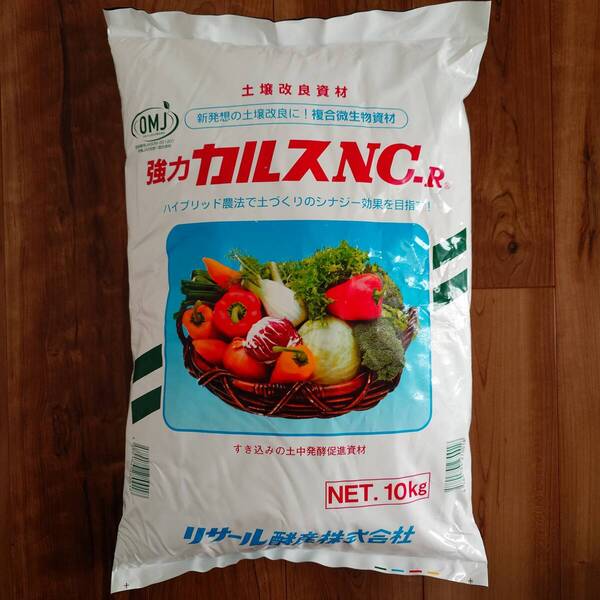 土壌改良資材
OMJ
新発想の土壌改良に！複合微生物資材
強力カルスNC-R®
ハイブリッド農法で土づくりのシナジー効果を目指す！
すき込みの土中発酵促進資材
NET. 10kg
リサール酵産株式会社